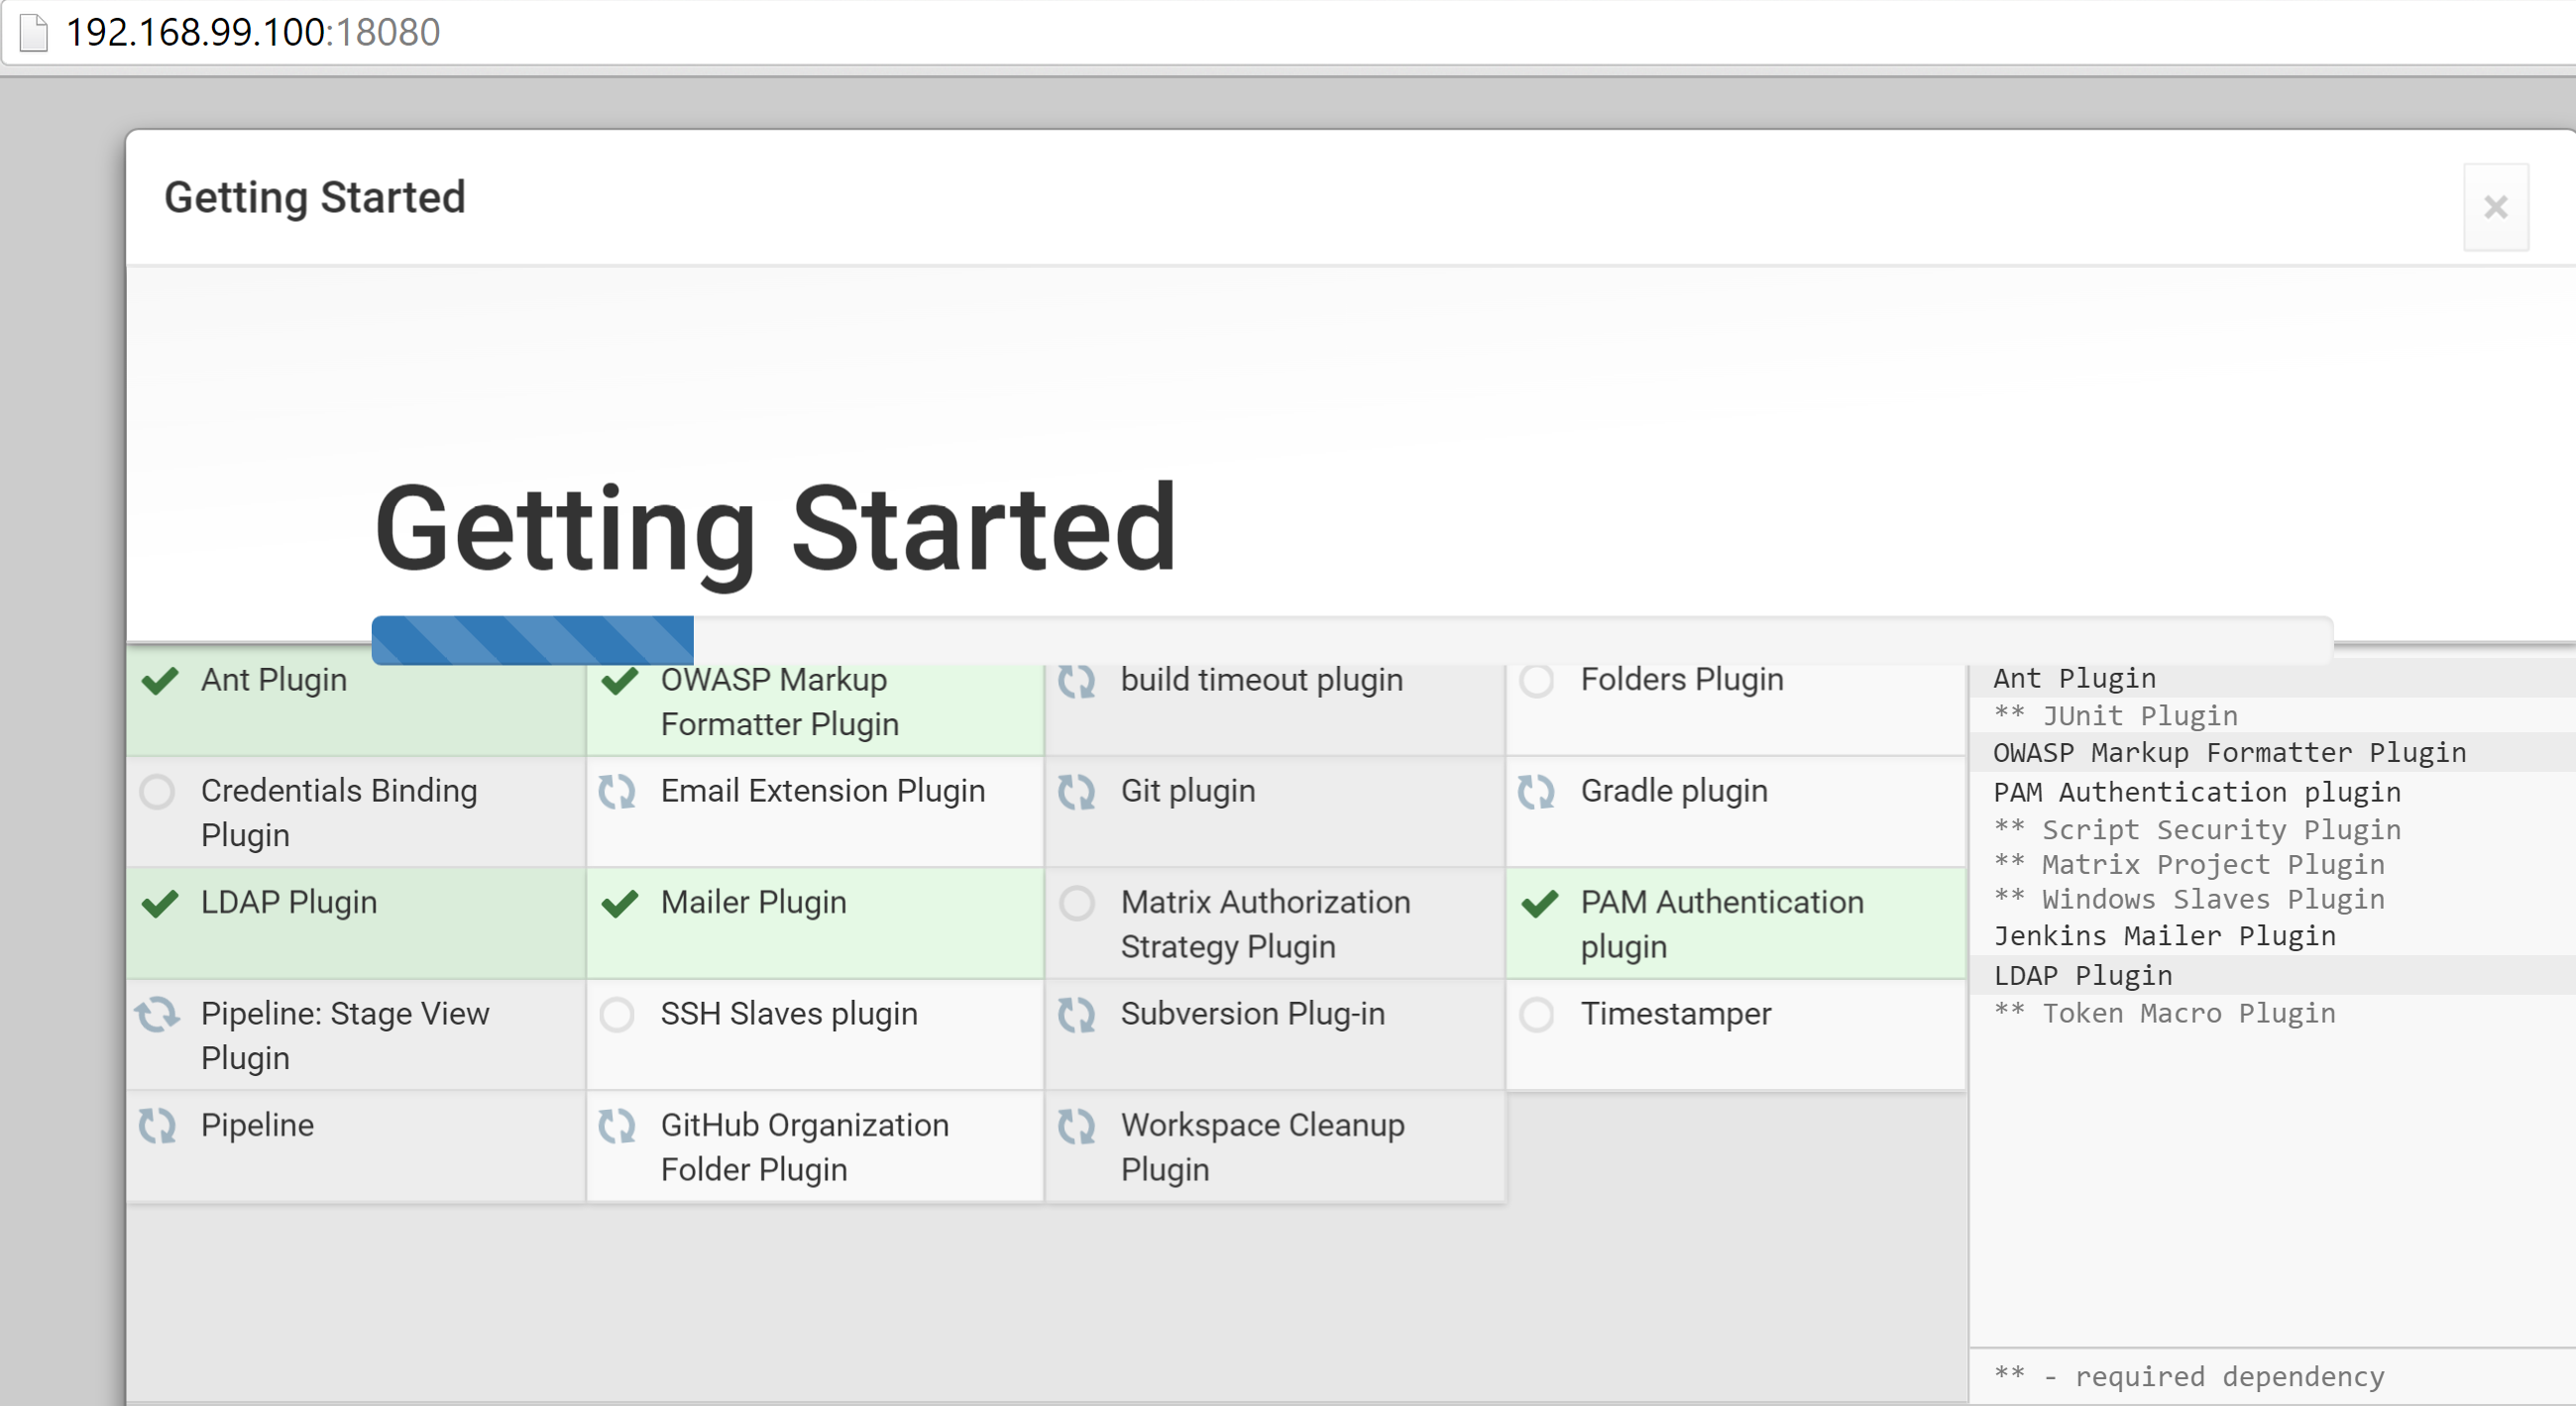 192.168.99.100:18080
Getting Started
×
Getting Started
Ant Plugin
OWASP Markup
Formatter Plugin
build timeout plugin
Folders Plugin
Credentials Binding
Plugin
Email Extension Plugin
Git plugin
Gradle plugin
LDAP Plugin
Mailer Plugin
Matrix Authorization
Strategy Plugin
PAM Authentication
plugin
Pipeline: Stage View
Plugin
SSH Slaves plugin
Subversion Plug-in
Timestamper
Pipeline
GitHub Organization
Folder Plugin
Workspace Cleanup
Plugin
Ant Plugin
** JUnit Plugin
OWASP Markup Formatter Plugin
PAM Authentication plugin
** Script Security Plugin
** Matrix Project Plugin
** Windows Slaves Plugin
Jenkins Mailer Plugin
LDAP Plugin
** Token Macro Plugin
** - required dependency